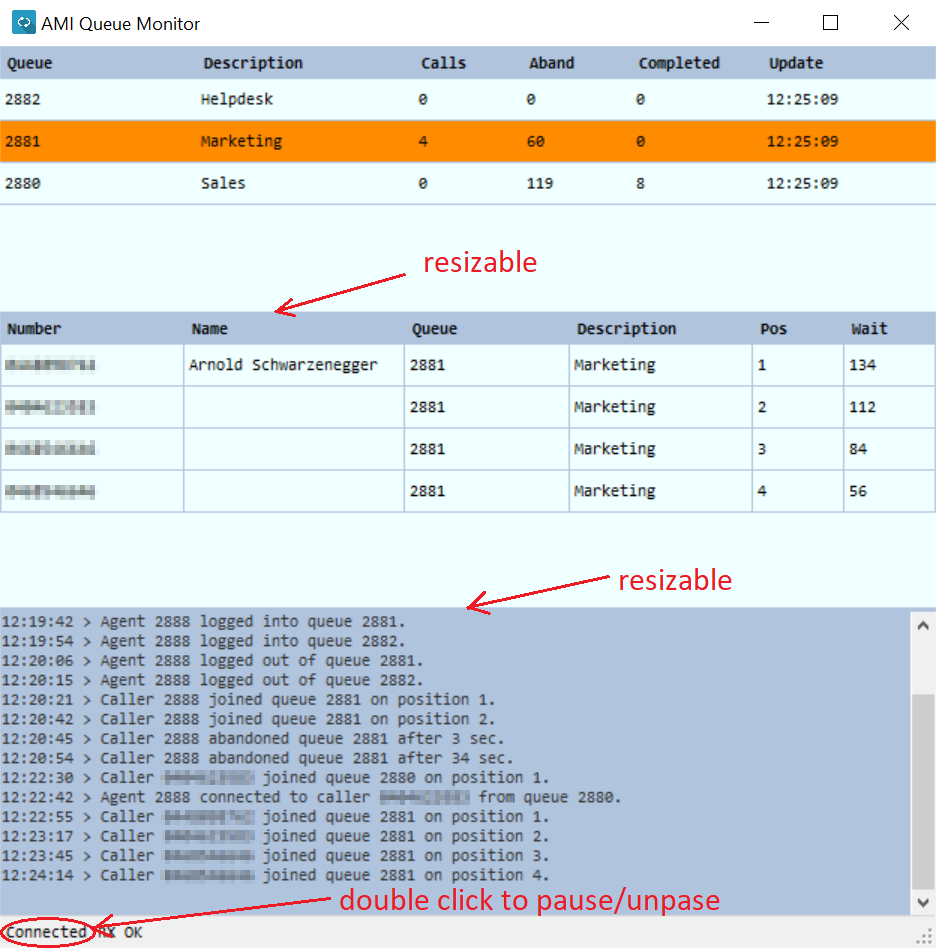 AMI Queue Monitor
Queue Description Calls Aband Completed Update
2882 Helpdesk 0 0 0 12:25:09
2881 Marketing 4 60 0 12:25:09
2880 Sales 0 119 8 12:25:09
resizable
Number Name Queue Description Pos Wait
Arnold Schwarzenegger 2881 Marketing 1 134
2881 Marketing 2 112
2881 Marketing 3 84
2881 Marketing 4 56
resizable
12:19:42 > Agent 2888 logged into queue 2881.
12:19:54 > Agent 2888 logged into queue 2882.
12:20:06 > Agent 2888 logged out of queue 2881.
12:20:15 > Agent 2888 logged out of queue 2882.
12:20:21 > Caller 2888 joined queue 2881 on position 1.
12:20:42 > Caller 2888 joined queue 2881 on position 2.
12:20:45 > Caller 2888 abandoned queue 2881 after 3 sec.
12:20:54 > Caller 2888 abandoned queue 2881 after 34 sec.
12:22:30 > Caller joined queue 2880 on position 1.
12:22:42 > Agent 2888 connected to caller from queue 2880.
12:22:55 > Caller joined queue 2881 on position 1.
12:23:17 > Caller joined queue 2881 on position 2.
12:23:45 > Caller joined queue 2881 on position 3.
12:24:14 > Caller joined queue 2881 on position 4.
double click to pause/unpase
Connected RX OK